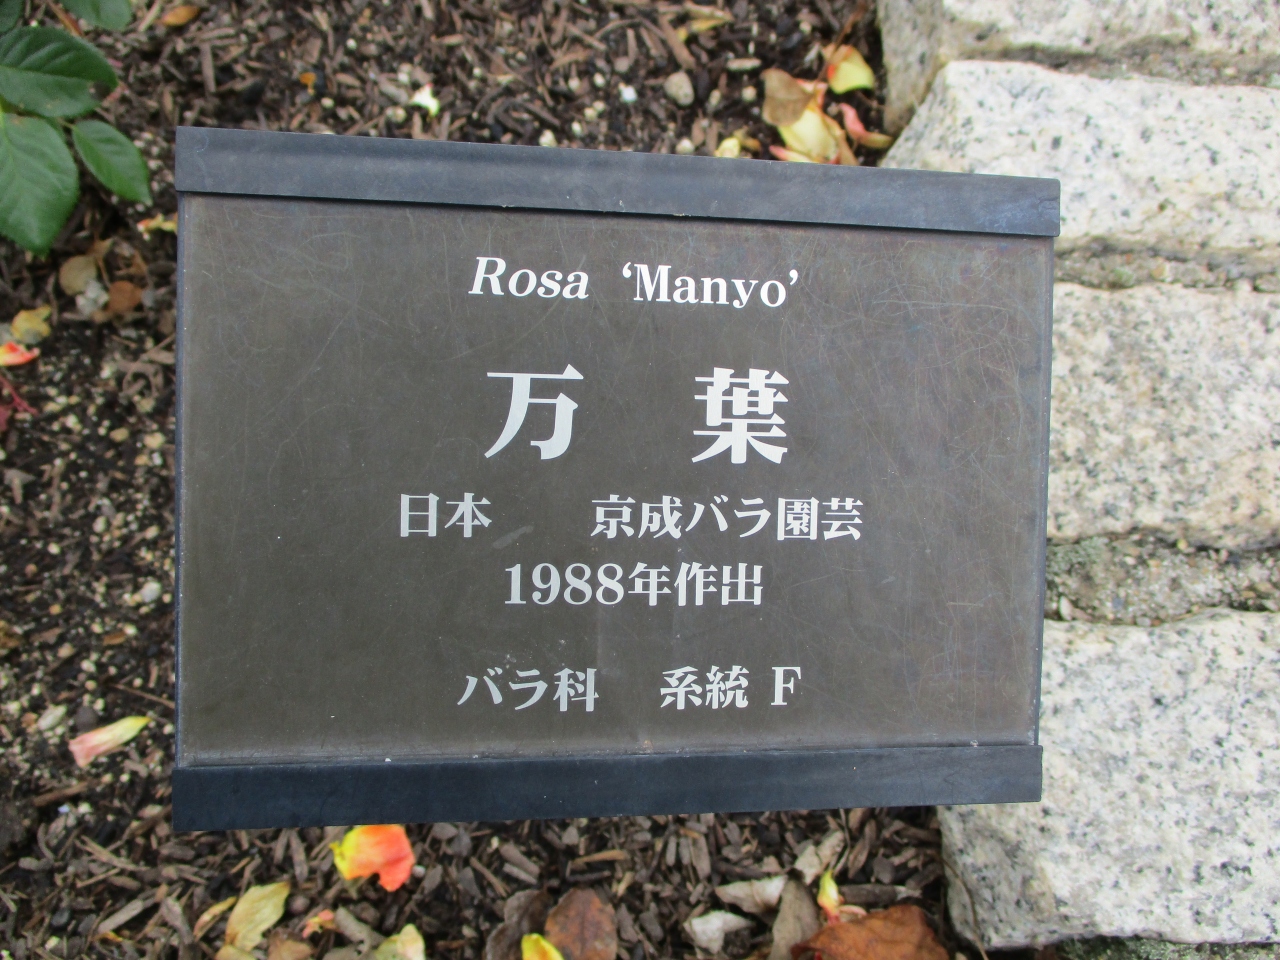 Rosa ‘Manyo’
万 葉
日本 京成バラ園芸
1988年作出
バラ科 系統 F